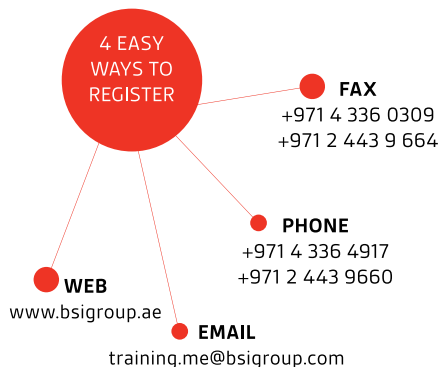 4 EASY
WAYS TO
REGISTER
FAX
+971 4 336 0309
+971 2 443 9 664
PHONE
+971 4 336 4917
+971 2 443 9660
WEB
www.bsigroup.ae
EMAIL
training.me@bsigroup.com